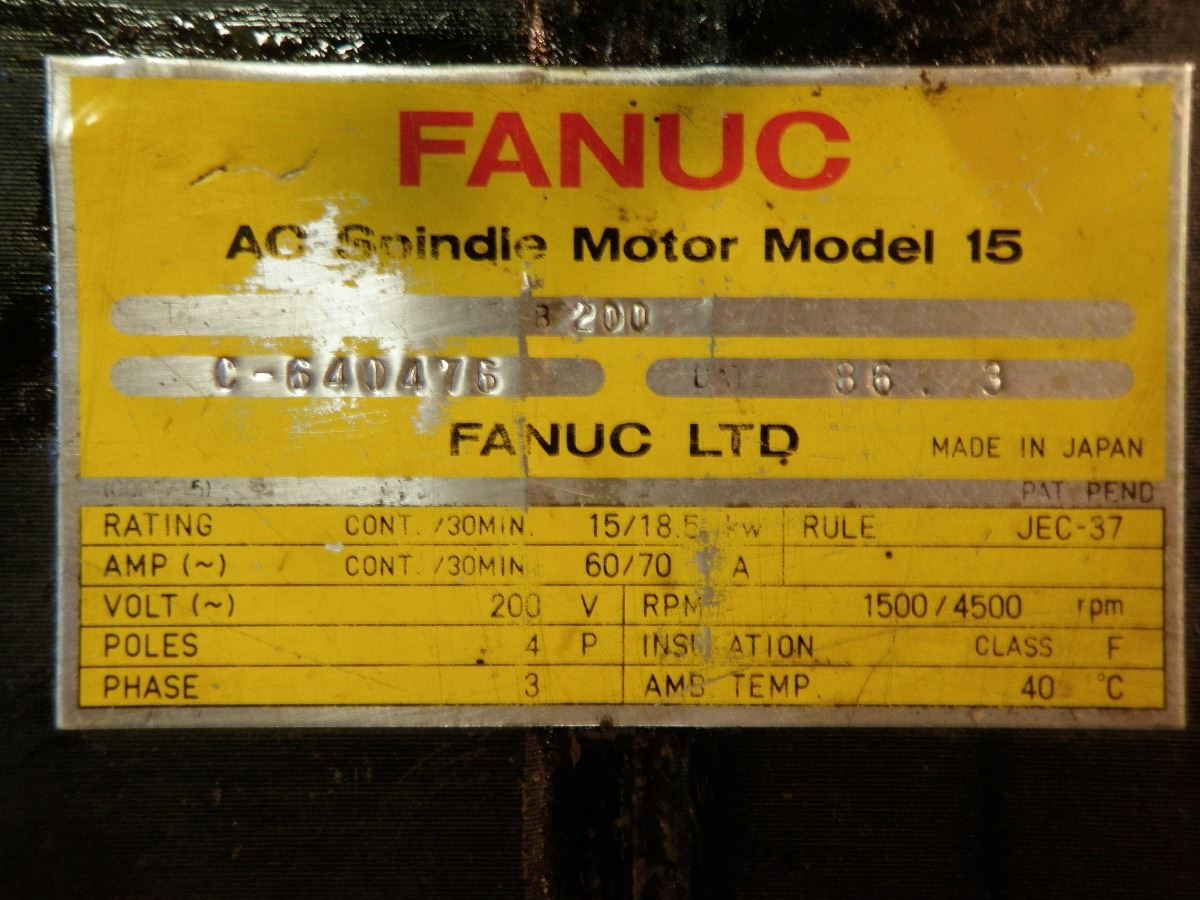 FANUC
AC Spindle Motor Model 15
B 200
C-640476 DATE 86. 3
FANUC LTD MADE IN JAPAN
PAT PEND
RATING CONT. /30MIN. 15/18.5 kw RULE JEC-37
AMP (~) CONT. /30MIN. 60/70 A
VOLT (~) 200 V RPM 1500/4500 rpm
POLES 4 P INSULATION CLASS F
PHASE 3 AMB TEMP. 40 °C